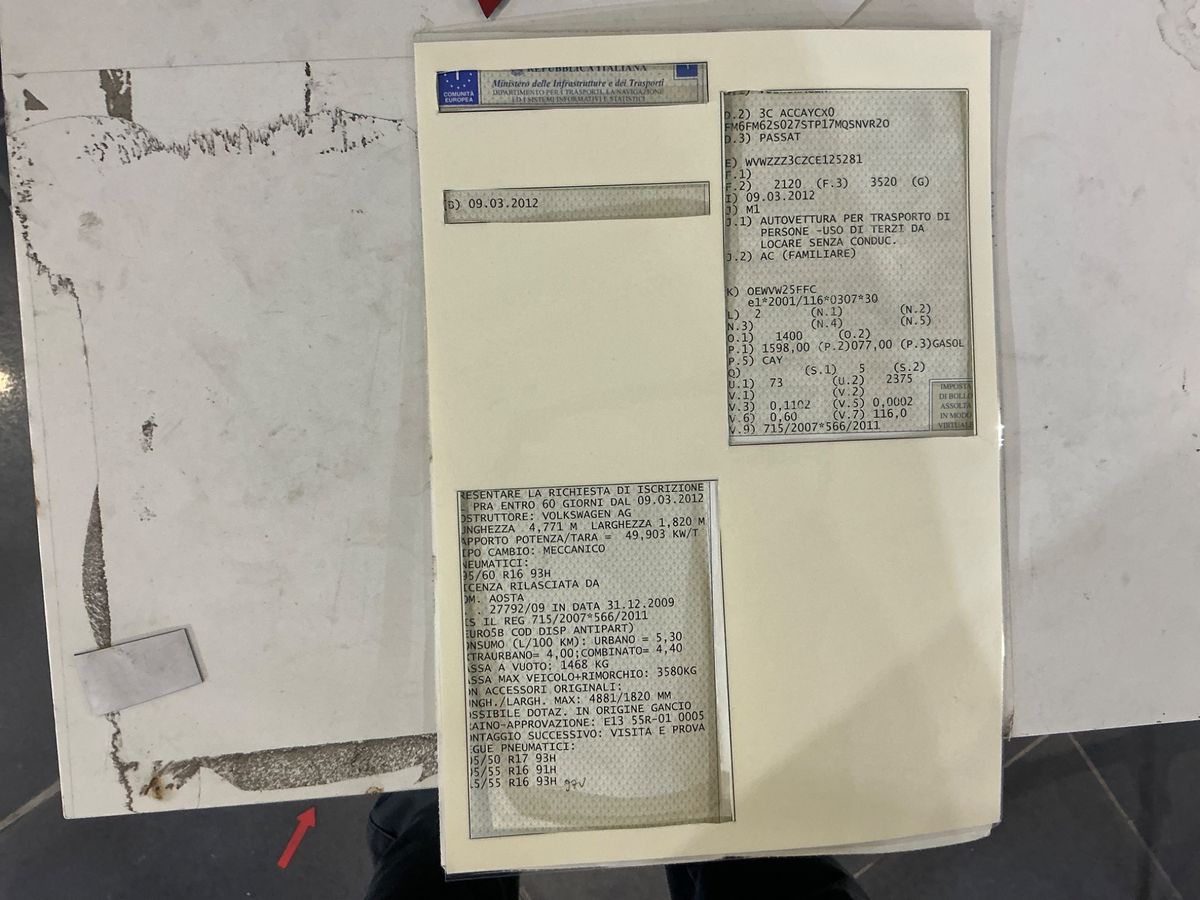 REPUBBLICA ITALIANA
COMUNITÀ
EUROPEA
Ministero delle Infrastrutture e dei Trasporti
DIPARTIMENTO PER I TRASPORTI, LA NAVIGAZIONE
ED I SISTEMI INFORMATIVI E STATISTICI
B) 09.03.2012
D.2) 3C ACCAYCX0
FM6FM62S027STP17MQSNVR2O
D.3) PASSAT
E) WVWZZZ3CZCE125281
F.1)
F.2) 2120 (F.3) 3520 (G)
I) 09.03.2012
J) M1
J.1) AUTOVETTURA PER TRASPORTO DI
PERSONE -USO DI TERZI DA
LOCARE SENZA CONDUC.
J.2) AC (FAMILIARE)
K) OEWVW25FFC
e1*2001/116*0307*30
L) 2 (N.1) (N.2)
N.3) (N.4) (N.5)
O.1) 1400 (O.2)
P.1) 1598,00 (P.2)077,00 (P.3)GASOL
P.5) CAY
Q) (S.1) 5 (S.2)
U.1) 73 (U.2) 2375
V.1) (V.2)
V.3) 0,1102 (V.5) 0,0002
V.6) 0,60 (V.7) 116,0
V.9) 715/2007*566/2011
IMPOSTA
DI BOLLO
ASSOLTA
IN MODO
VIRTUALE
RESENTARE LA RICHIESTA DI ISCRIZIONE
L PRA ENTRO 60 GIORNI DAL 09.03.2012
OSTRUTTORE: VOLKSWAGEN AG
UNGHEZZA 4,771 M LARGHEZZA 1,820 M
APPORTO POTENZA/TARA = 49,903 KW/T
IPO CAMBIO: MECCANICO
NEUMATICI:
95/60 R16 93H
ICENZA RILASCIATA DA
OM. AOSTA
. 27792/09 IN DATA 31.12.2009
IS IL REG 715/2007*566/2011
EURO5B COD DISP ANTIPART)
ONSUMO (L/100 KM): URBANO = 5,30
XTRAURBANO= 4,00;COMBINATO= 4,40
ASSA A VUOTO: 1468 KG
ASSA MAX VEICOLO+RIMORCHIO: 3580KG
ON ACCESSORI ORIGINALI:
UNGH./LARGH. MAX: 4881/1820 MM
OSSIBILE DOTAZ. IN ORIGINE GANCIO
RAINO-APPROVAZIONE: E13 55R-01 0005
ONTAGGIO SUCCESSIVO: VISITA E PROVA
EGUE PNEUMATICI:
05/50 R17 93H
05/55 R16 91H
15/55 R16 93H